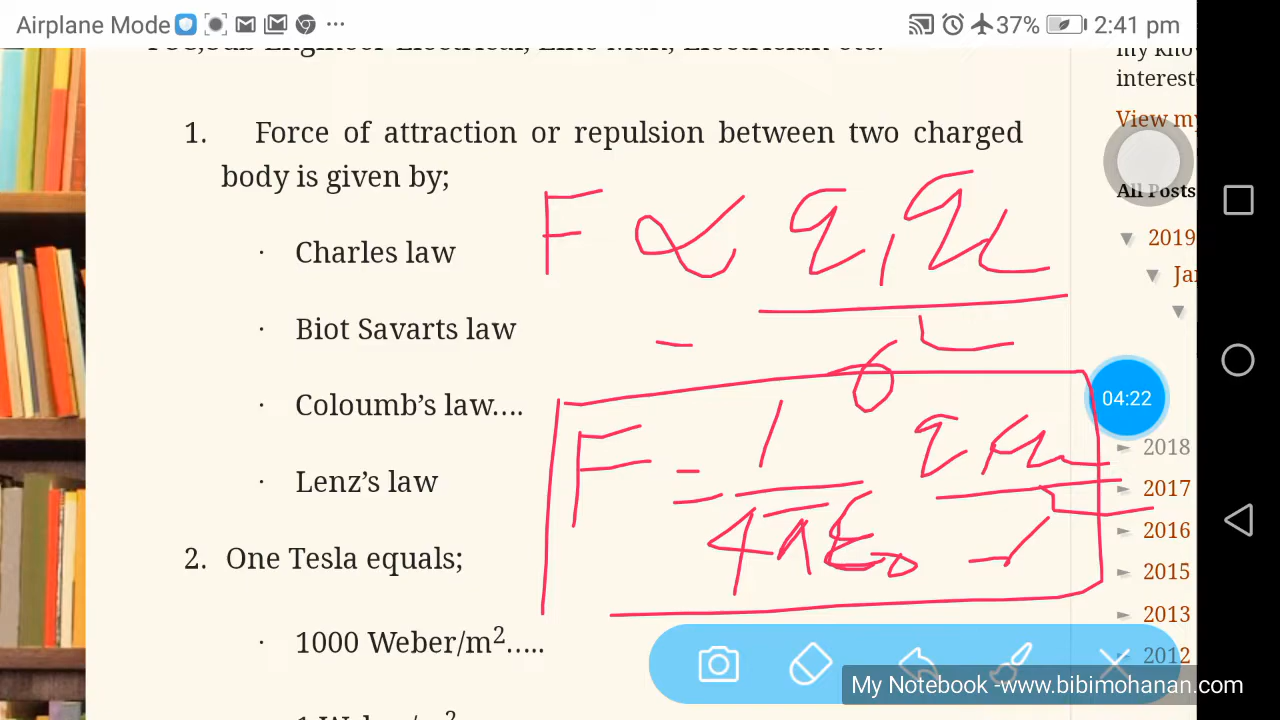 Airplane Mode
37% 2:41 pm
1. Force of attraction or repulsion between two charged
body is given by;
· Charles law
· Biot Savarts law
· Coloumb’s law....
· Lenz’s law
2. One Tesla equals;
· 1000 Weber/m².....
my kno
interest
View my
All Posts
▼ 2019
▼ Ja
▼
► 2018
► 2017
► 2016
► 2015
► 2013
► 2012
04:22
F ∝ q₁q₂
F = 1 q₁q₂
4πε₀
My Notebook -www.bibimohanan.com